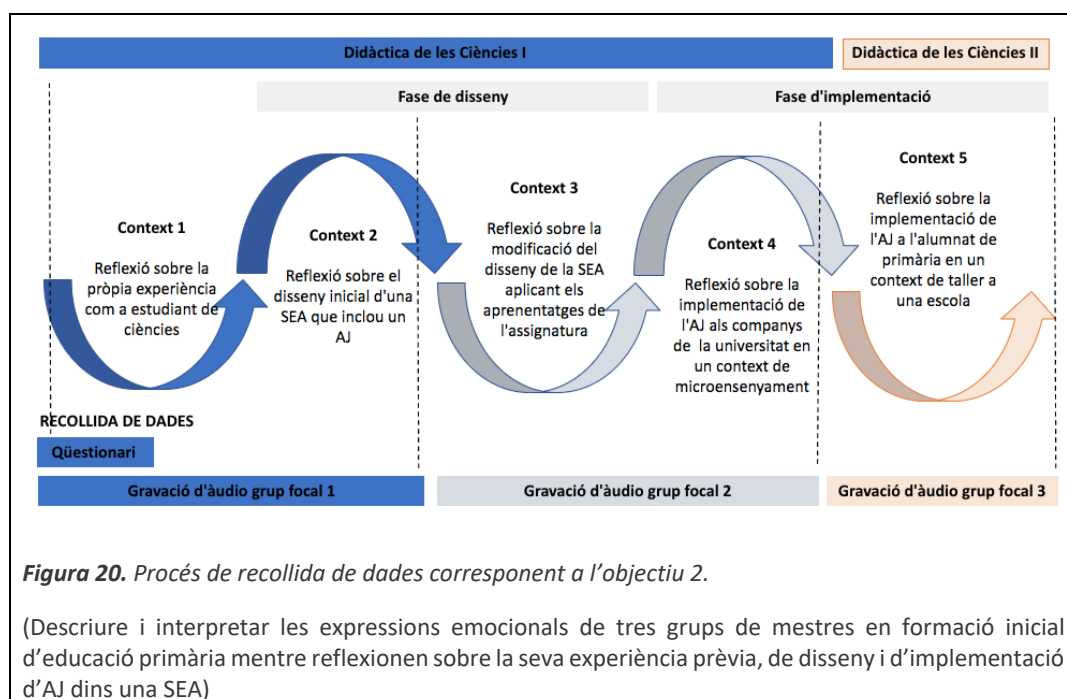 Didàctica de les Ciències I
Didàctica de les Ciències II
Fase de disseny
Fase d'implementació
Context 1
Reflexió sobre la
pròpia experiència
com a estudiant de
ciències
Context 2
Reflexió sobre el
disseny inicial d'una
SEA que inclou un
AJ
Context 3
Reflexió sobre la
modificació del
disseny de la SEA
aplicant els
aprenentatges de
l'assignatura
Context 4
Reflexió sobre la
implementació de
l'AJ als companys
de la universitat en
un context de
microensenyament
Context 5
Reflexió sobre la
implementació de
l'AJ a l'alumnat de
primària en un
context de taller a
una escola
RECOLLIDA DE DADES
Qüestionari
Gravació d'àudio grup focal 1
Gravació d'àudio grup focal 2
Gravació d'àudio grup focal 3
Figura 20. Procés de recollida de dades corresponent a l’objectiu 2.
(Descriure i interpretar les expressions emocionals de tres grups de mestres en formació inicial
d’educació primària mentre reflexionen sobre la seva experiència prèvia, de disseny i d’implementació
d’AJ dins una SEA)